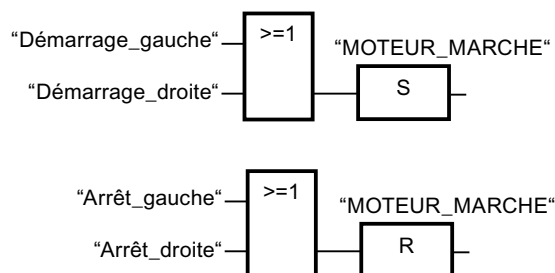 “Démarrage_gauche“
>=1
“MOTEUR_MARCHE“
“Démarrage_droite“
S
“Arrêt_gauche“
>=1
“MOTEUR_MARCHE“
“Arrêt_droite“
R